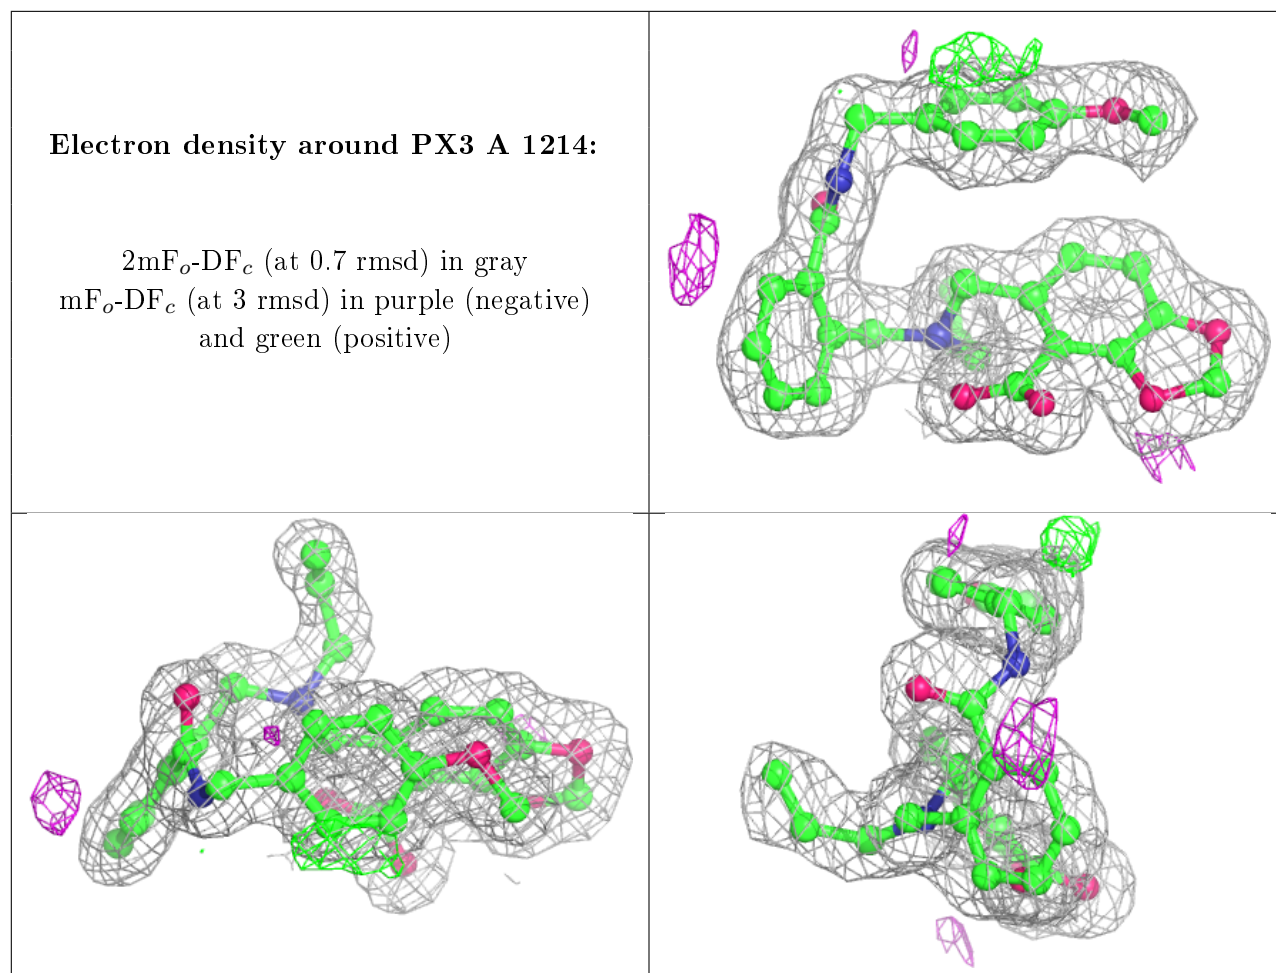 Electron density around PX3 A 1214:
2mFo-DFc (at 0.7 rmsd) in gray
mFo-DFc (at 3 rmsd) in purple (negative)
and green (positive)